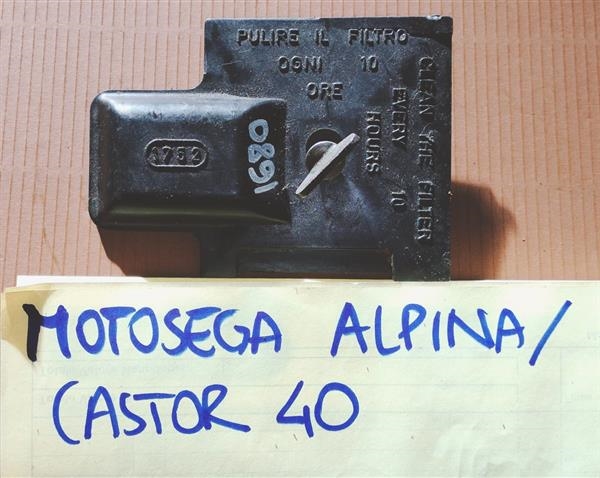 PULIRE IL FILTRO
OGNI 10
ORE
CLEAN THE FILTER
EVERY 10
HOURS
1752
1680
MOTOSEGA ALPINA/
CASTOR 40